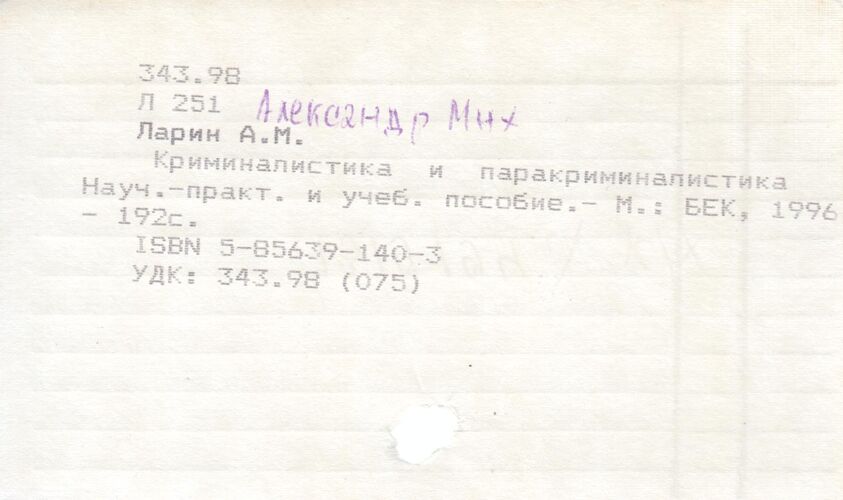 343.98
Л 251 Александр Мих
Ларин А.М.
Криминалистика и паракриминалистика
Науч.-практ. и учеб. пособие.- М.: БЕК, 1996
- 192с.
ISBN 5-85639-140-3
УДК: 343.98 (075)